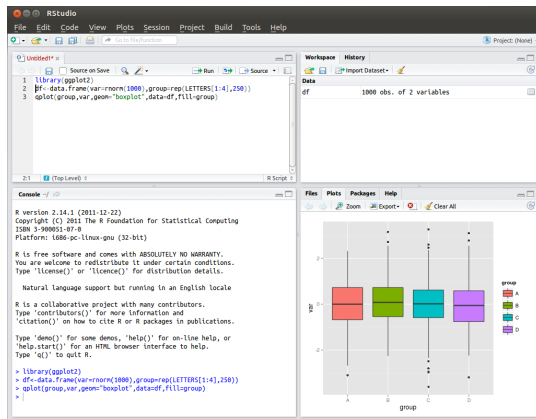 RStudio
File Edit Code View Plots Session Project Build Tools Help
Go to file/function
Project: (None)
Untitled1*
Source on Save
Run
Source
1 library(ggplot2)
2 df<-data.frame(var=rnorm(1000),group=rep(LETTERS[1:4],250))
3 qplot(group,var,geom="boxplot",data=df,fill=group)
2:1 (Top Level) R Script
Console ~/
R version 2.14.1 (2011-12-22)
Copyright (C) 2011 The R Foundation for Statistical Computing
ISBN 3-900051-07-0
Platform: i686-pc-linux-gnu (32-bit)
R is free software and comes with ABSOLUTELY NO WARRANTY.
You are welcome to redistribute it under certain conditions.
Type 'license()' or 'licence()' for distribution details.
Natural language support but running in an English locale
R is a collaborative project with many contributors.
Type 'contributors()' for more information and
'citation()' on how to cite R or R packages in publications.
Type 'demo()' for some demos, 'help()' for on-line help, or
'help.start()' for an HTML browser interface to help.
Type 'q()' to quit R.
> library(ggplot2)
> df<-data.frame(var=rnorm(1000),group=rep(LETTERS[1:4],250))
> qplot(group,var,geom="boxplot",data=df,fill=group)
>
Workspace History
Import Dataset
Data
df 1000 obs. of 2 variables
Files Plots Packages Help
Zoom Export Clear All
2
0
-2
var
A B C D
group
group
A
B
C
D